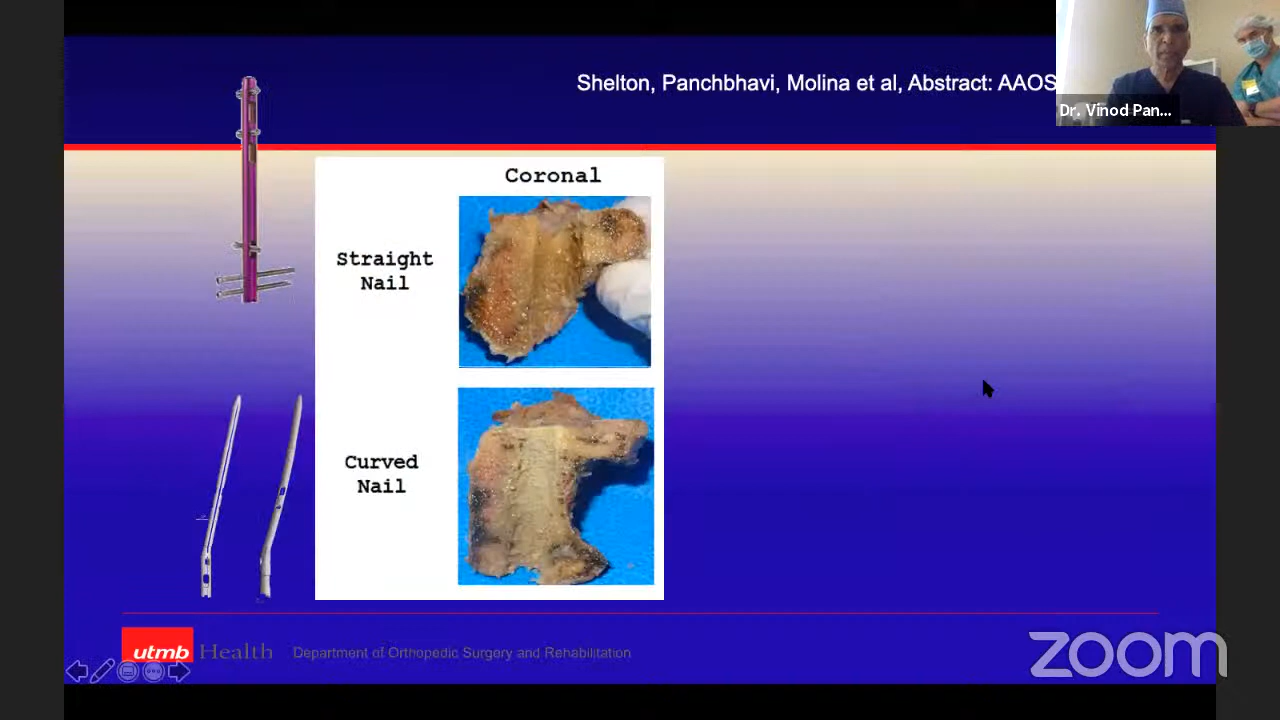 Shelton, Panchbhavi, Molina et al, Abstract: AAOS
Dr. Vinod Pan...
Coronal
Straight
Nail
Curved
Nail
utmb Health
Department of Orthopedic Surgery and Rehabilitation
zoom